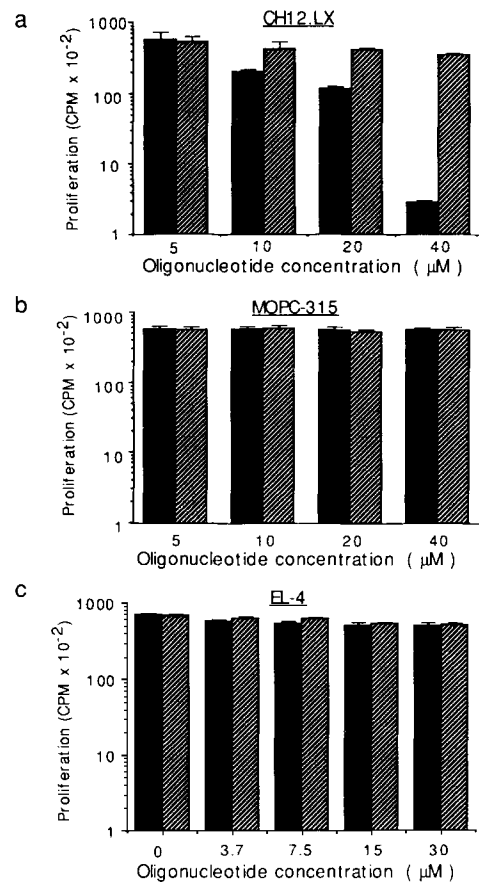 a
CH12.LX
Proliferation (CPM x 10-2)
1000
100
10
1
5 10 20 40
Oligonucleotide concentration ( μM )
b
MOPC-315
Proliferation (CPM x 10-2)
1000
100
10
1
5 10 20 40
Oligonucleotide concentration ( μM )
c
EL-4
Proliferation (CPM x 10-2)
1000
100
10
1
0 3.7 7.5 15 30
Oligonucleotide concentration ( μM )